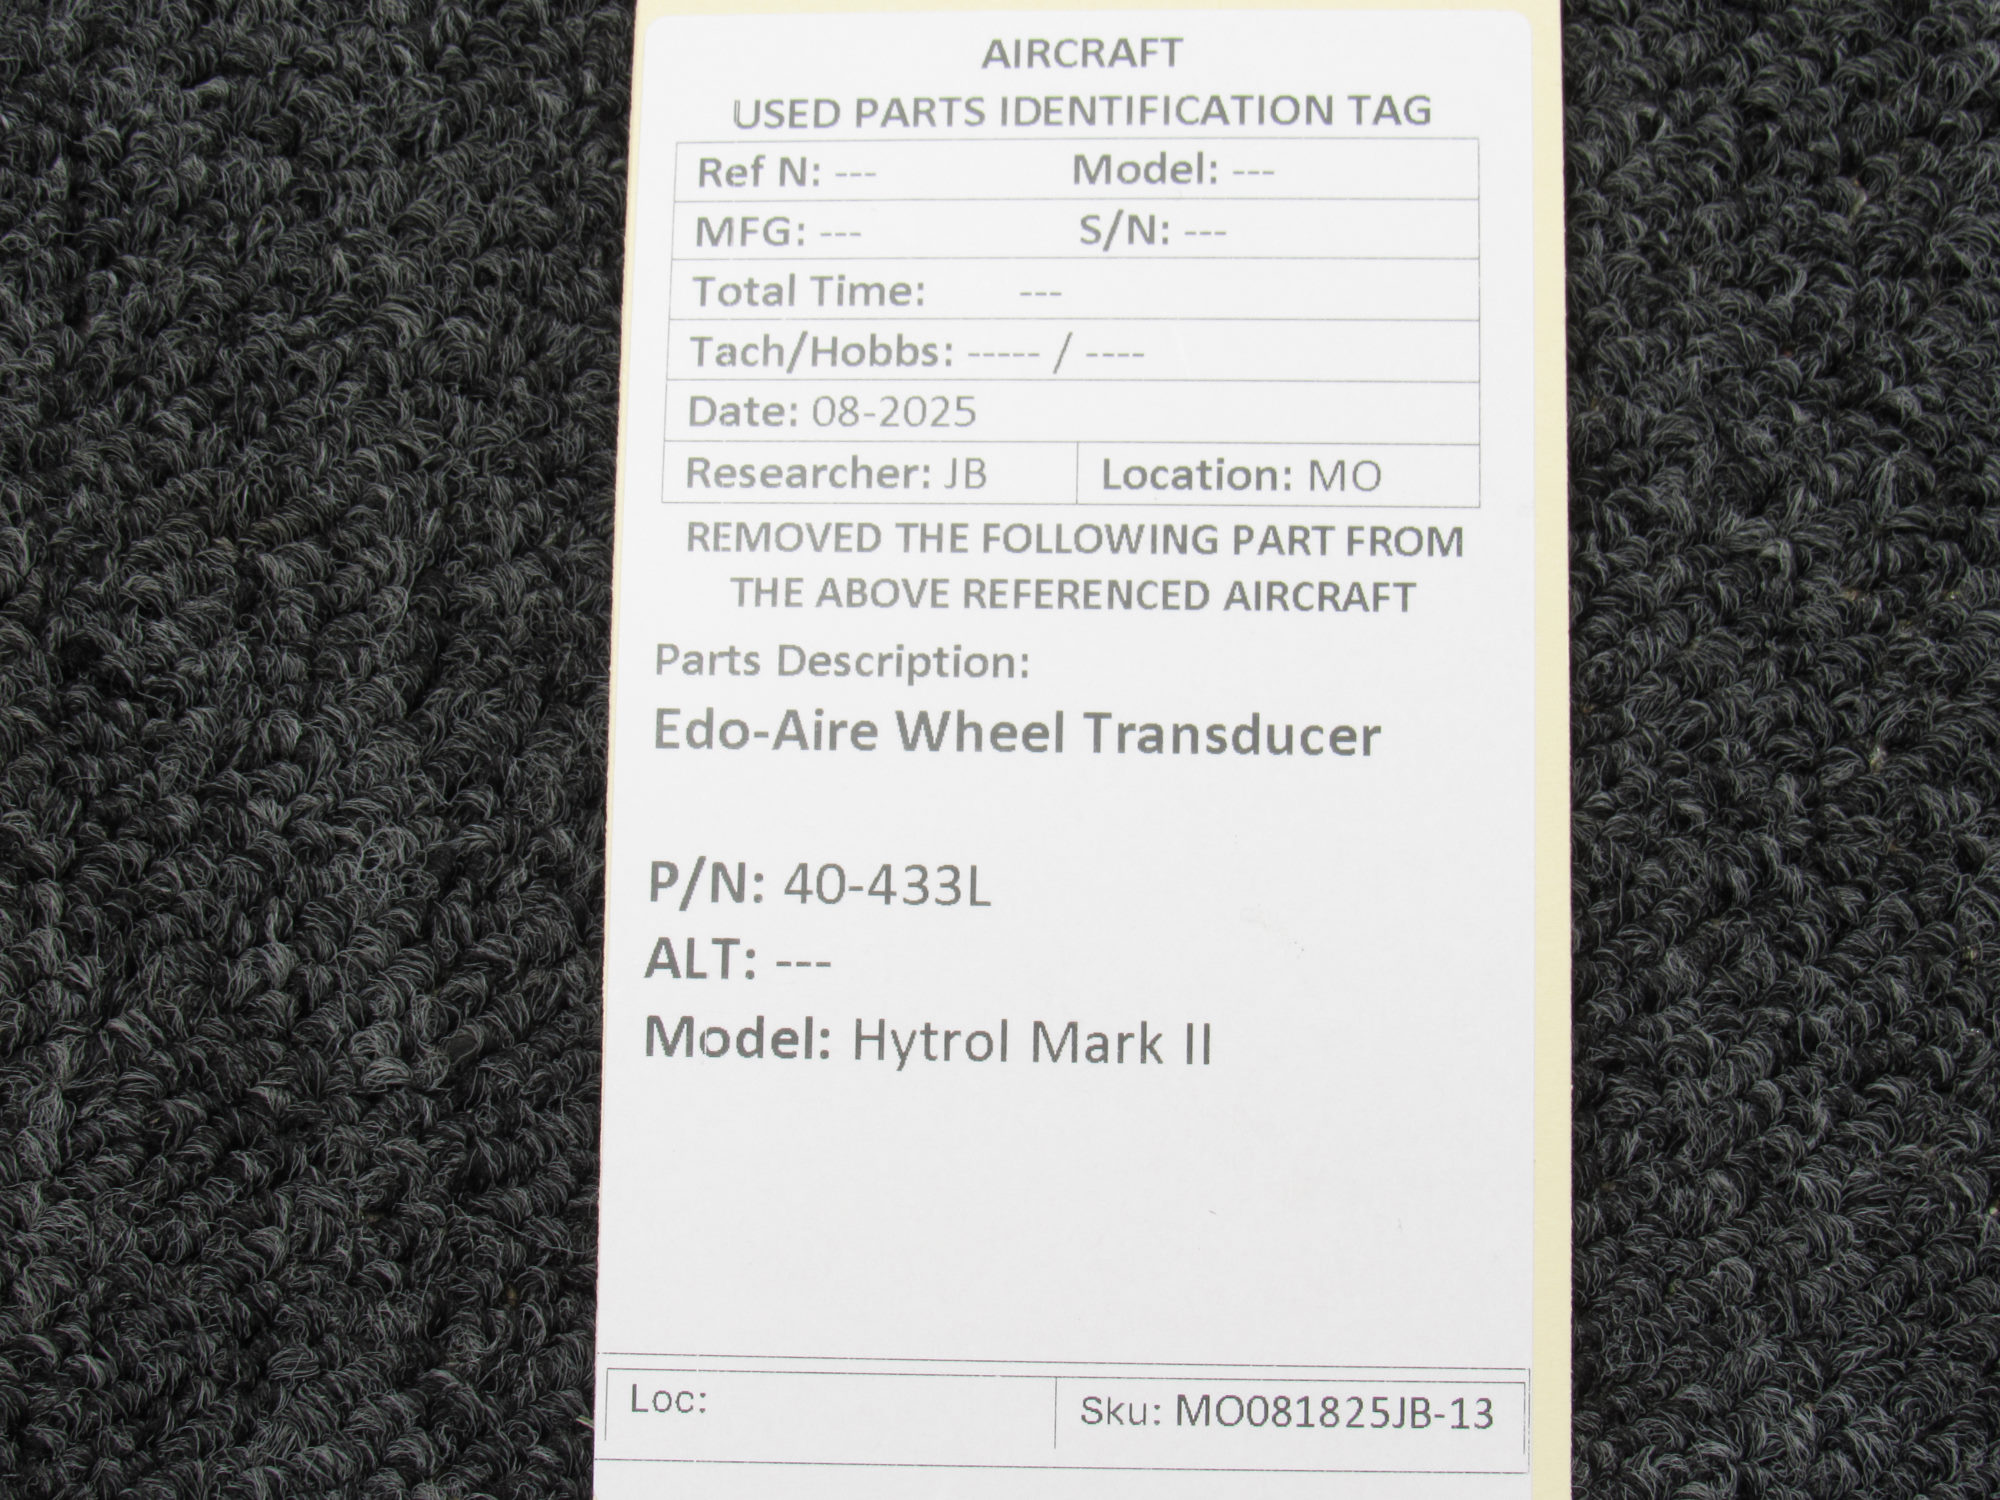 AIRCRAFT
USED PARTS IDENTIFICATION TAG
Ref N: --- Model: ---
MFG: --- S/N: ---
Total Time: ---
Tach/Hobbs: ----- / ----
Date: 08-2025
Researcher: JB Location: MO
REMOVED THE FOLLOWING PART FROM
THE ABOVE REFERENCED AIRCRAFT
Parts Description:
Edo-Aire Wheel Transducer
P/N: 40-433L
ALT: ---
Model: Hytrol Mark II
Loc: Sku: MO081825JB-13